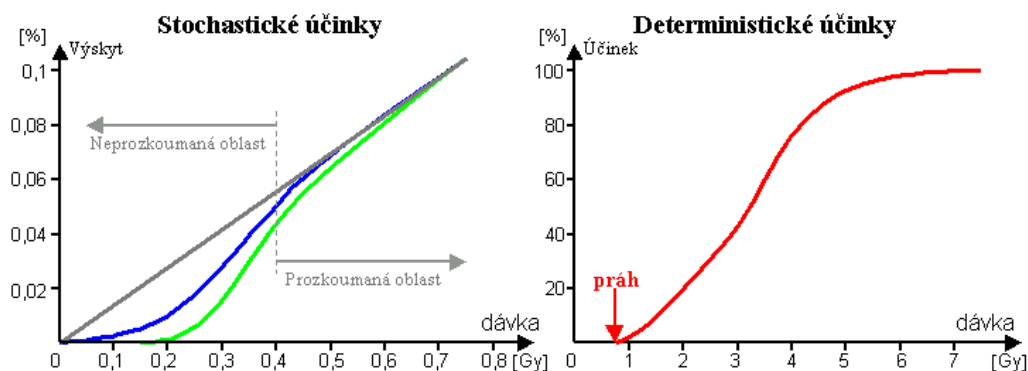 Stochastické účinky
[%]
Výskyt
0,1
0,08
0,06
0,04
0,02
Neprozkoumaná oblast
Prozkoumaná oblast
dávka
0 0,1 0,2 0,3 0,4 0,5 0,6 0,7 0,8 [Gy]
Deterministické účinky
[%]
Účinek
100
80
60
40
20
práh
dávka
0 1 2 3 4 5 6 7 [Gy]